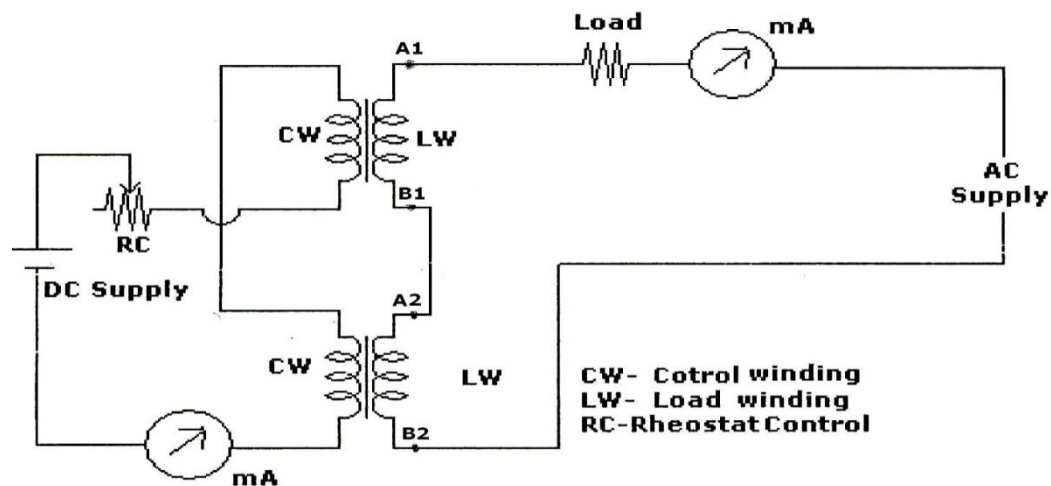 Load
mA
A1
CW
LW
B1
AC
Supply
RC
DC Supply
A2
CW
LW
B2
mA
CW- Cotrol winding
LW- Load winding
RC-Rheostat Control